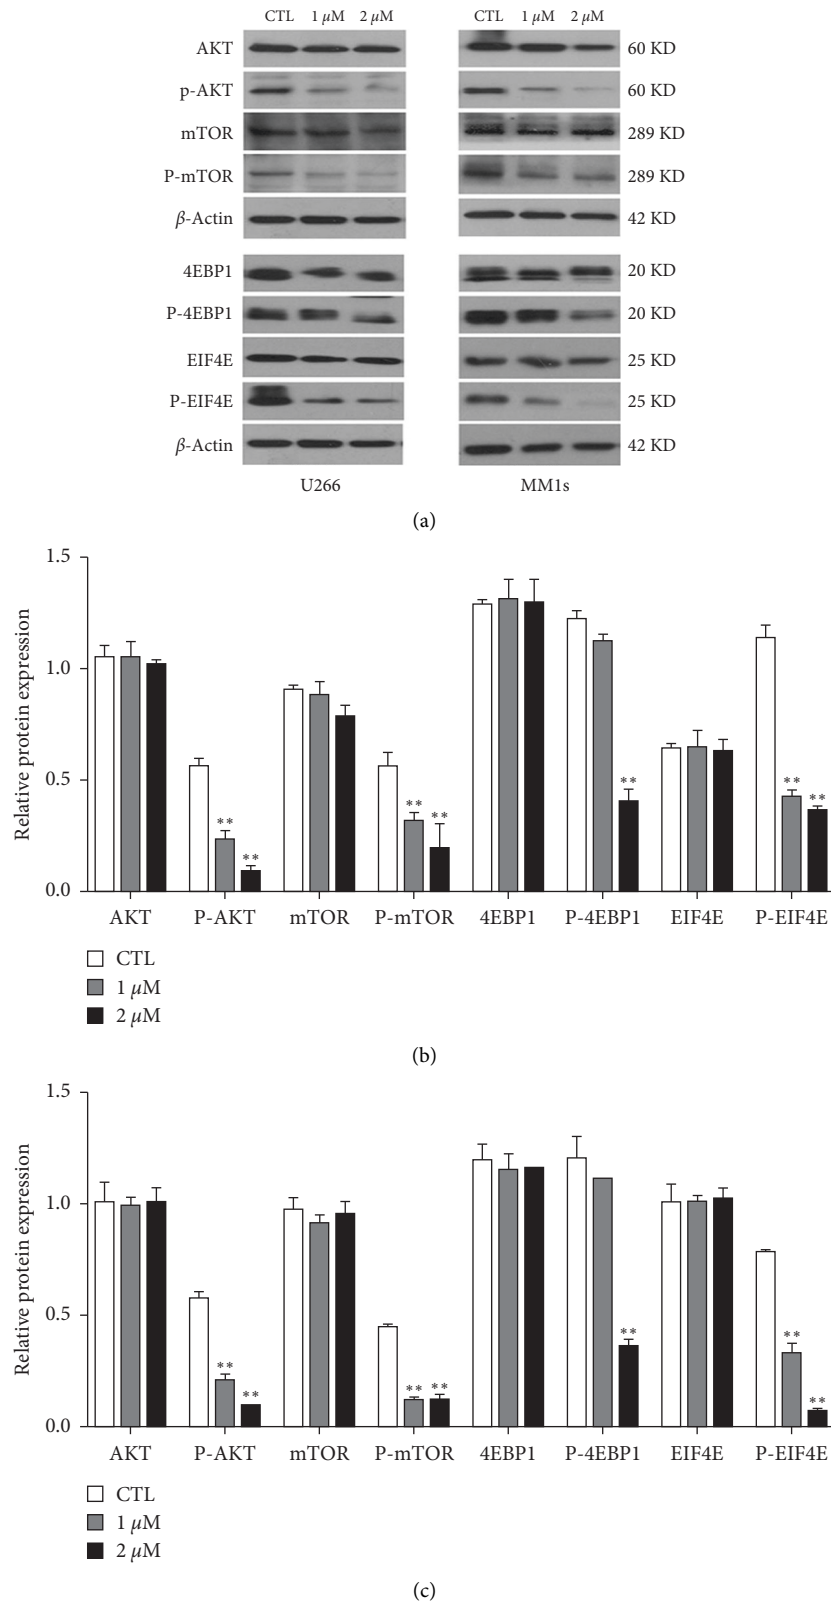 CTL 1 µM 2 µM CTL 1 µM 2 µM
AKT 60 KD
p-AKT 60 KD
mTOR 289 KD
P-mTOR 289 KD
β-Actin 42 KD
4EBP1 20 KD
P-4EBP1 20 KD
EIF4E 25 KD
P-EIF4E 25 KD
β-Actin 42 KD
U266 MM1s
(a)
1.5
1.0
0.5
0.0
Relative protein expression
** ** ** ** ** ** **
AKT P-AKT mTOR P-mTOR 4EBP1 P-4EBP1 EIF4E P-EIF4E
CTL
1 µM
2 µM
(b)
1.5
1.0
0.5
0.0
Relative protein expression
** ** ** ** ** ** **
AKT P-AKT mTOR P-mTOR 4EBP1 P-4EBP1 EIF4E P-EIF4E
CTL
1 µM
2 µM
(c)